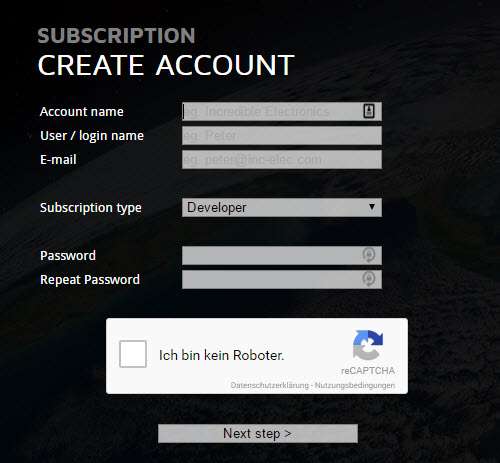 SUBSCRIPTION
CREATE ACCOUNT
Account name eg. Incredible Electronics
User / login name eg. Peter
E-mail eg. peter@inc-elec.com
Subscription type Developer
Password
Repeat Password
Ich bin kein Roboter.
reCAPTCHA
Datenschutzerklärung - Nutzungsbedingungen
Next step >